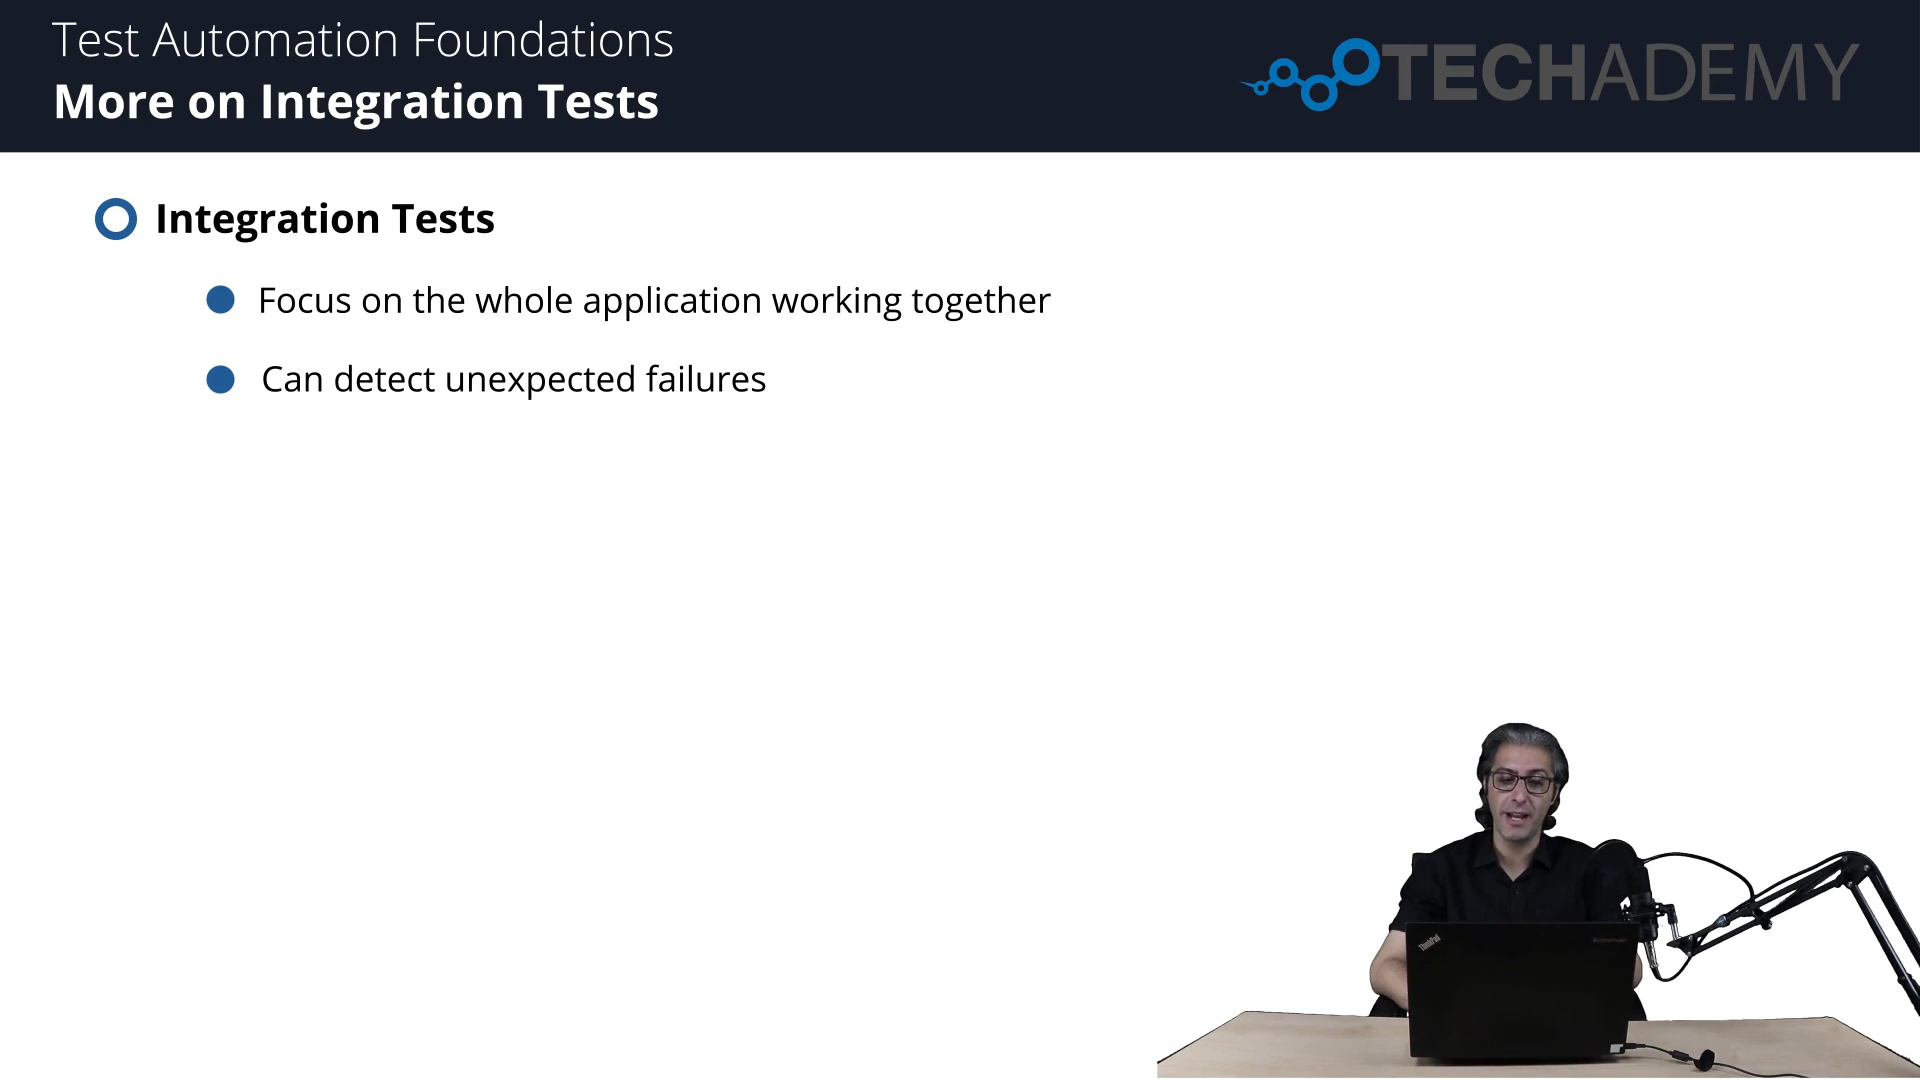 Test Automation Foundations
More on Integration Tests
TECHADEMY
Integration Tests
Focus on the whole application working together
Can detect unexpected failures
ThinkPad